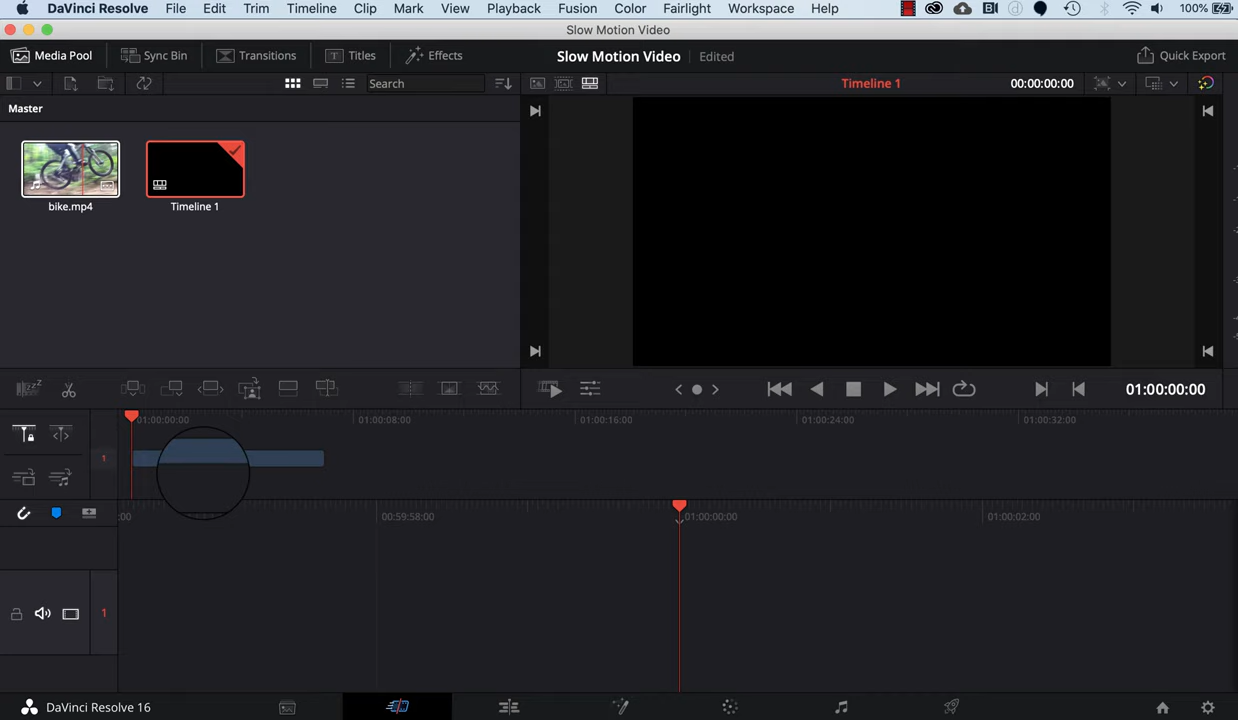 DaVinci Resolve File Edit Trim Timeline Clip Mark View Playback Fusion Color Fairlight Workspace Help 100%
Slow Motion Video
Media Pool Sync Bin Transitions Titles Effects Slow Motion Video Edited Quick Export
Search Timeline 1 00:00:00:00
Master
bike.mp4 Timeline 1
01:00:00:00
01:00:00:00 01:00:08:00 01:00:16:00 01:00:24:00 01:00:32:00
1
:00 00:59:58:00 01:00:00:00 01:00:02:00
1
DaVinci Resolve 16